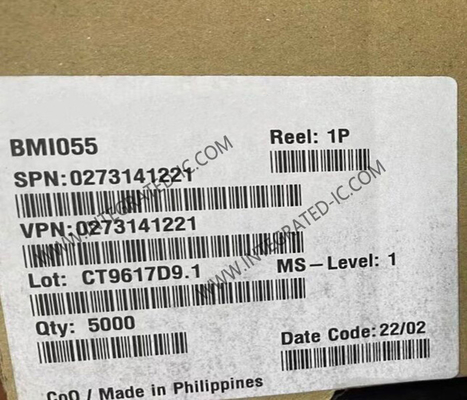 BMI055
Reel: 1P
SPN:0273141221
VPN:0273141221
Lot: CT9617D9.1
MS-Level: 1
Qty: 5000
Date Code: 22/02
CoO / Made in Philippines
WWW.INTEGRATED-IC.COM
WWW.INTEGRATED-IC.COM